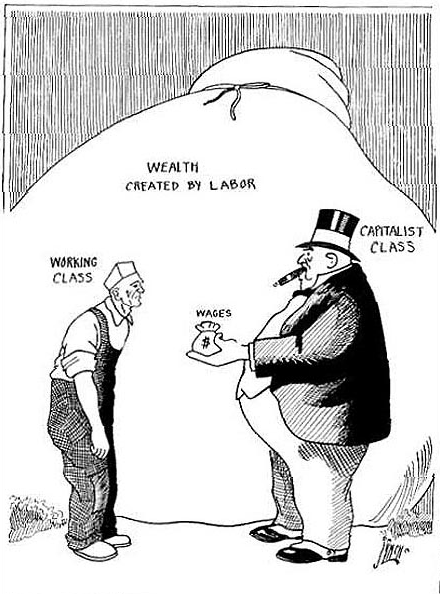 WEALTH
CREATED BY LABOR
CAPITALIST
CLASS
WORKING
CLASS
WAGES
$